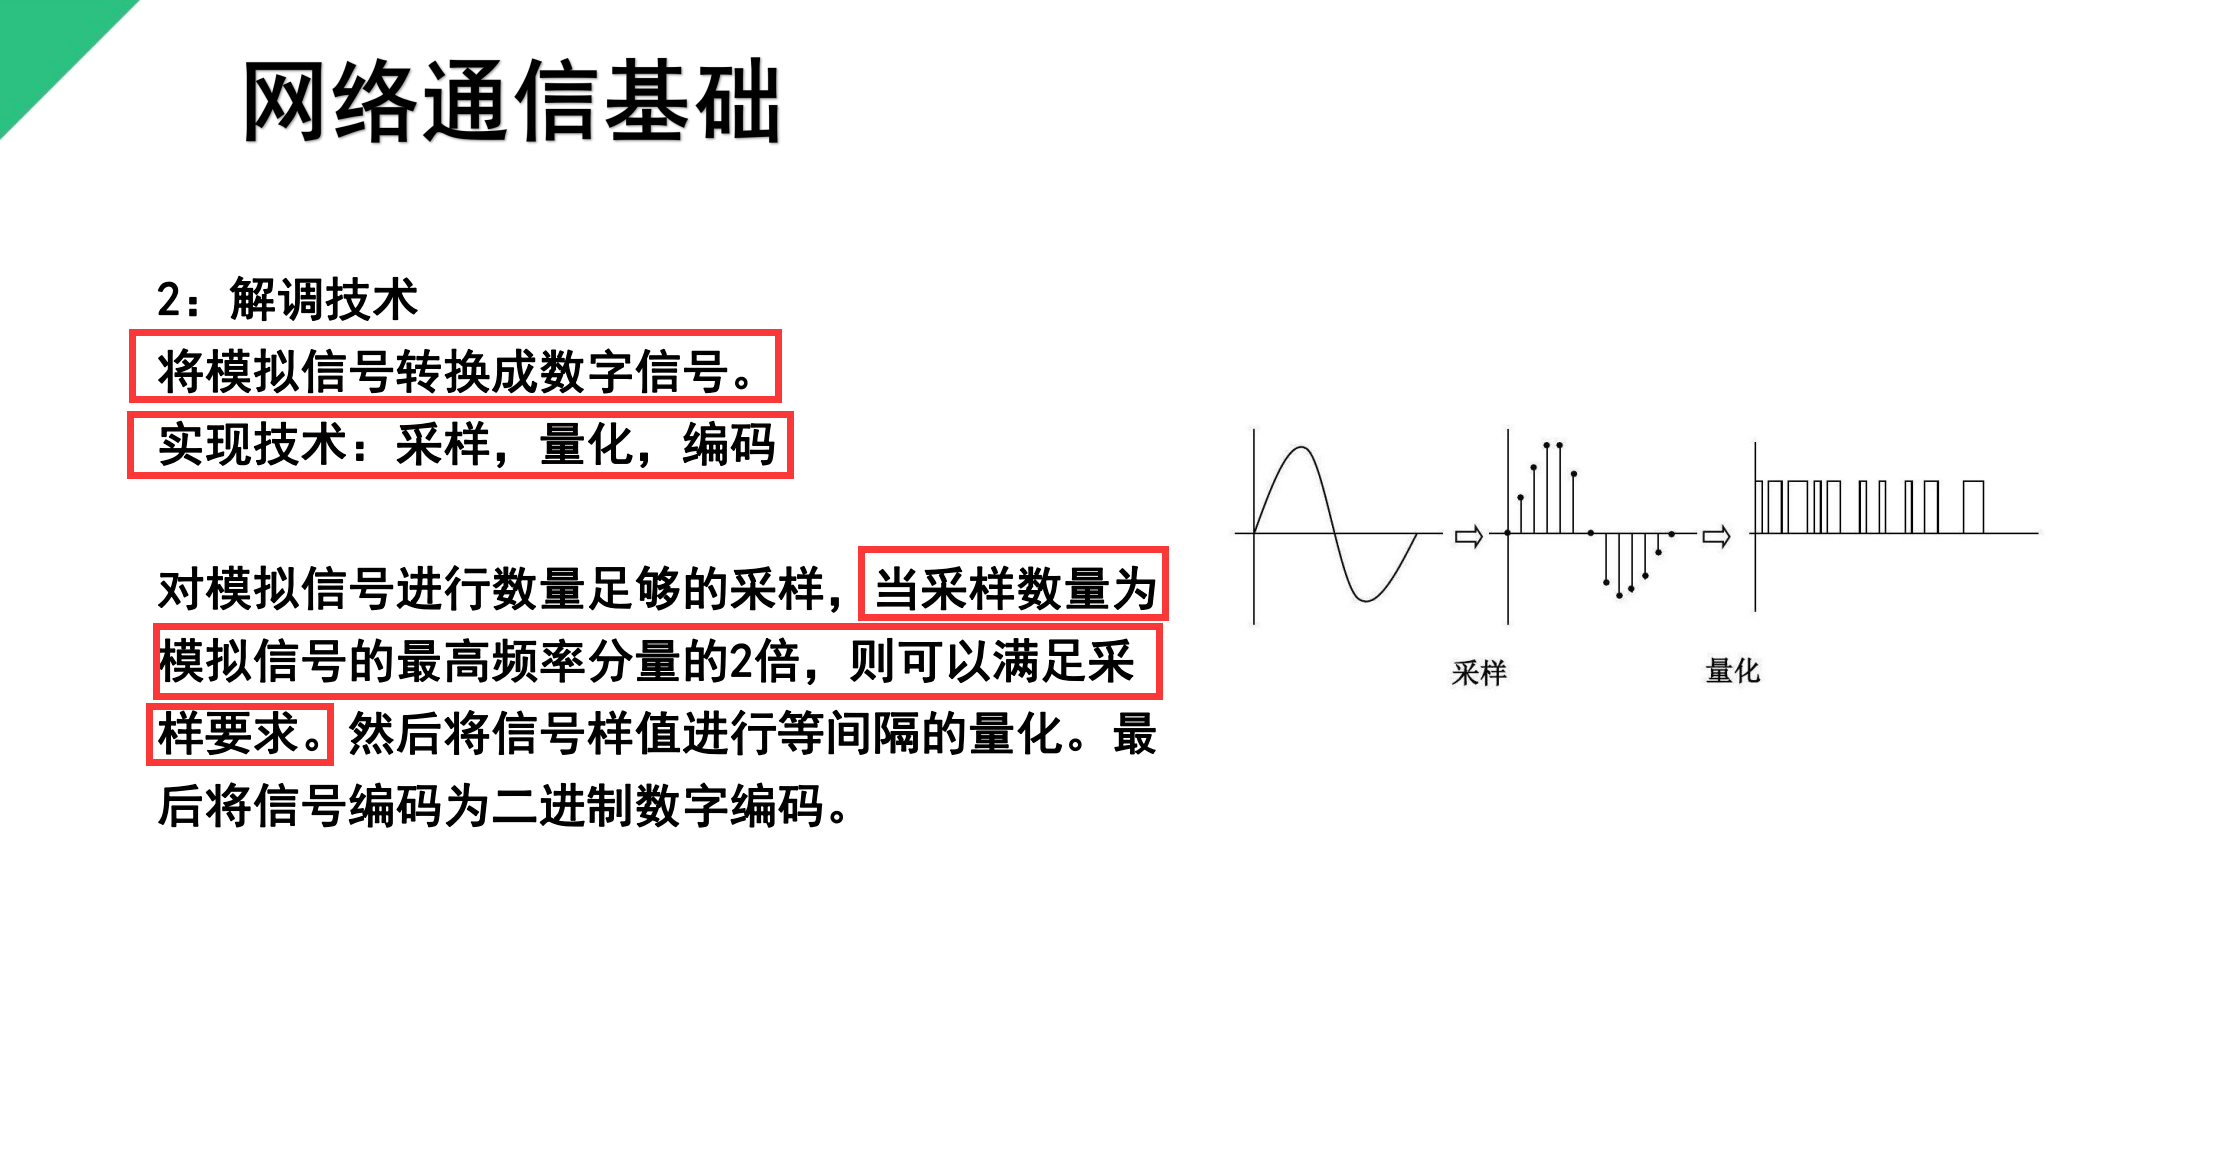 网络通信基础
2：解调技术
将模拟信号转换成数字信号。
实现技术：采样，量化，编码
对模拟信号进行数量足够的采样，当采样数量为
模拟信号的最高频率分量的2倍，则可以满足采
样要求。然后将信号样值进行等间隔的量化。最
后将信号编码为二进制数字编码。
采样
量化